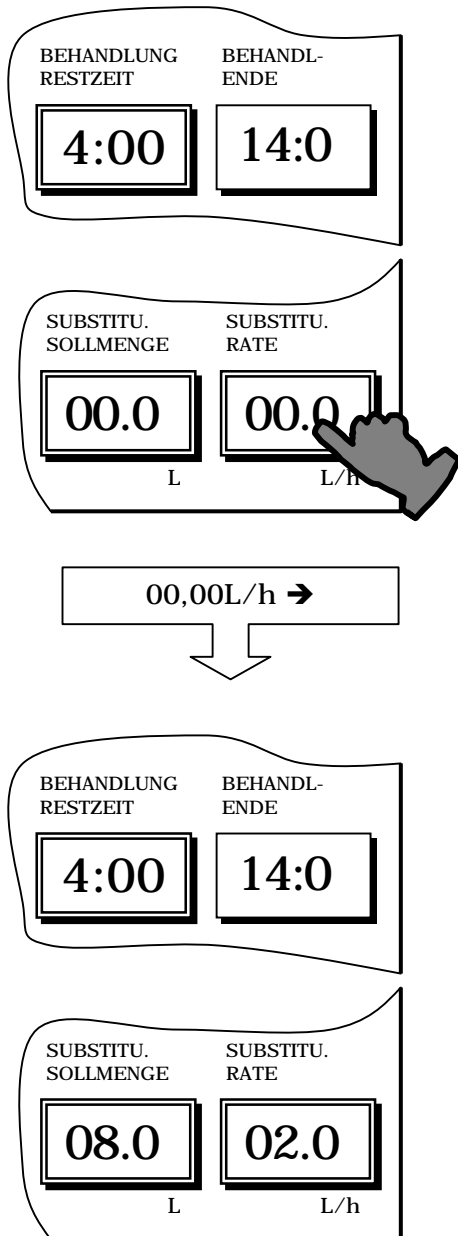 BEHANDLUNG BEHANDL-
RESTZEIT ENDE
4:00 14:0
SUBSTITU. SUBSTITU.
SOLLMENGE RATE
00.0 00.0
L L/h
00,00L/h ➔
BEHANDLUNG BEHANDL-
RESTZEIT ENDE
4:00 14:0
SUBSTITU. SUBSTITU.
SOLLMENGE RATE
08.0 02.0
L L/h